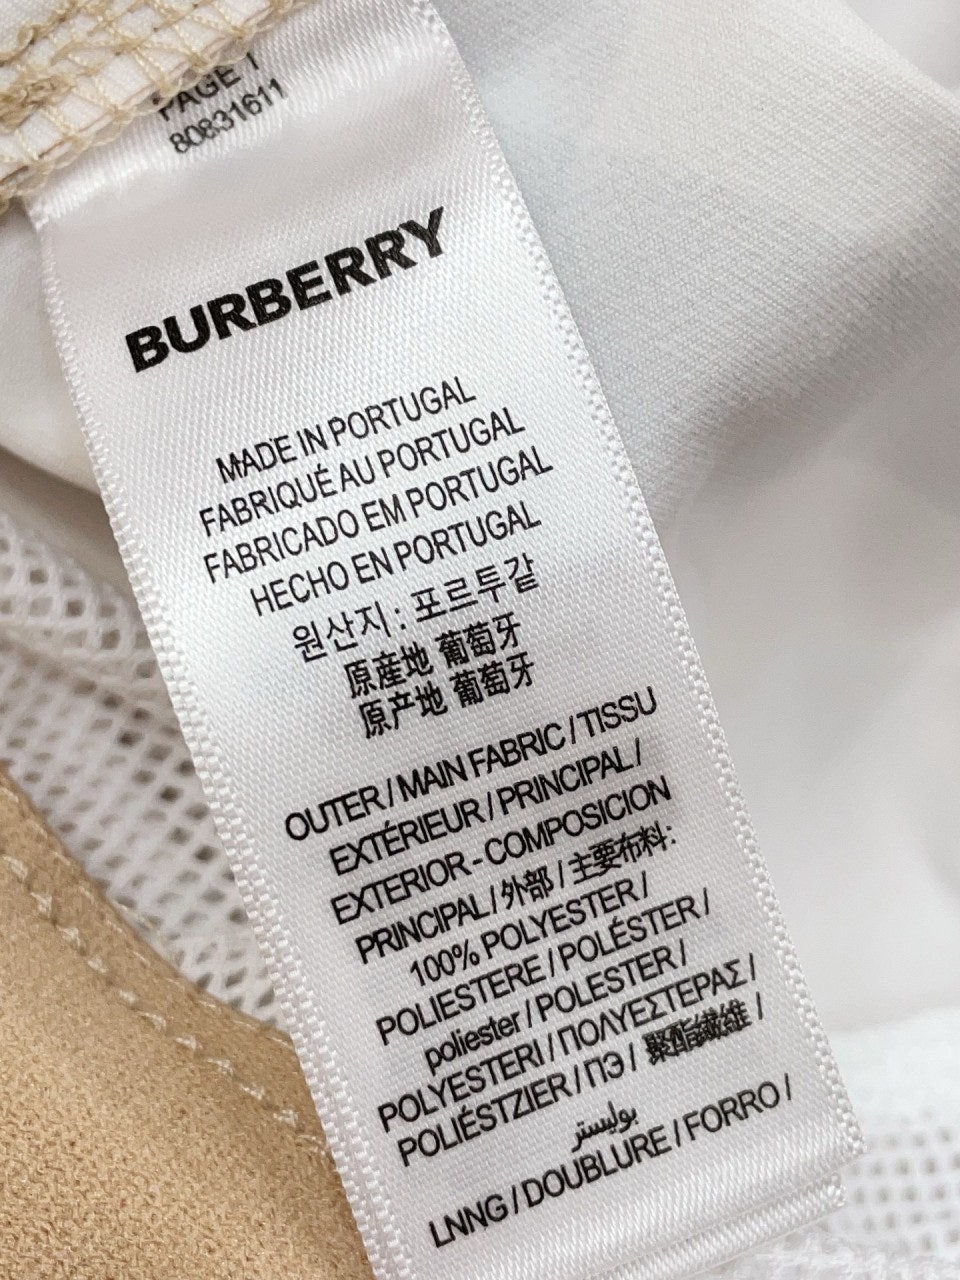 PAGE 1
80831611
BURBERRY
MADE IN PORTUGAL
FABRIQUÉ AU PORTUGAL
FABRICADO EM PORTUGAL
HECHO EN PORTUGAL
원산지 : 포르투갈
原産地 葡萄牙
原产地 葡萄牙
OUTER / MAIN FABRIC / TISSU
EXTÉRIEUR / PRINCIPAL /
EXTERIOR - COMPOSICION
PRINCIPAL / 外部 / 主要布料:
100% POLYESTER /
POLIESTERE / POLÉSTER /
poliester / POLESTER /
POLYESTERI / ΠΟΛΥΕΣΤΕΡΑΣ /
POLIÉSTZIER / ПЭ / 聚酯纖維 /
بوليستر
LNNG / DOUBLURE / FORRO /